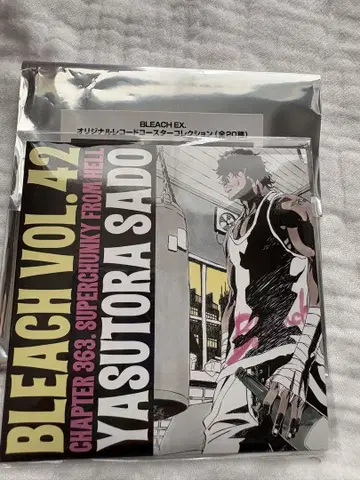 BLEACH EX.
オリジナルレコードコースターコレクション(全20種)
BLEACH VOL. 42
CHAPTER 363. SUPERCHUNKY FROM HELL
YASUTORA SADO